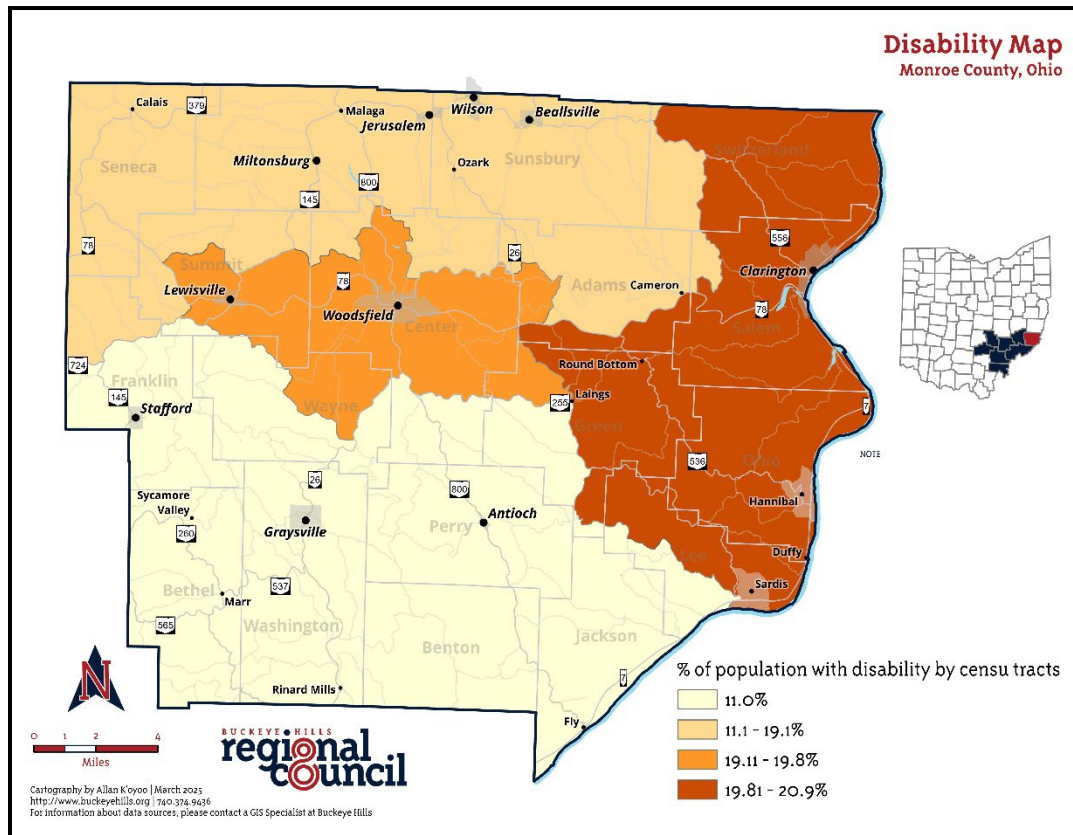 Disability Map
Monroe County, Ohio
Calais
379
Malaga
Wilson
Jerusalem
Beallsville
Switzerland
Seneca
Miltonsburg
Ozark
Sunsbury
800
145
78
26
556
Summit
Clarington
Lewisville
78
Adams
Cameron
Woodsfield
Center
78
Salem
724
Round Bottom
Franklin
145
Laings
255
Wayne
Green
7
Stafford
NOTE
536
Ohio
26
800
Hannibal
Sycamore
Valley
Antioch
Perry
260
Graysville
Duffy
Lee
537
Sardis
Bethel
Marr
565
Washington
Benton
Jackson
7
Rinard Mills
Fly
% of population with disability by censu tracts
11.0%
11.1 - 19.1%
19.11 - 19.8%
19.81 - 20.9%
N
0 1 2 4
Miles
BUCKEYE HILLS
regional
council
Cartography by Allan K'oyoo | March 2025
http://www.buckeyehills.org | 740.374.9436
For information about data sources, please contact a GIS Specialist at Buckeye Hills